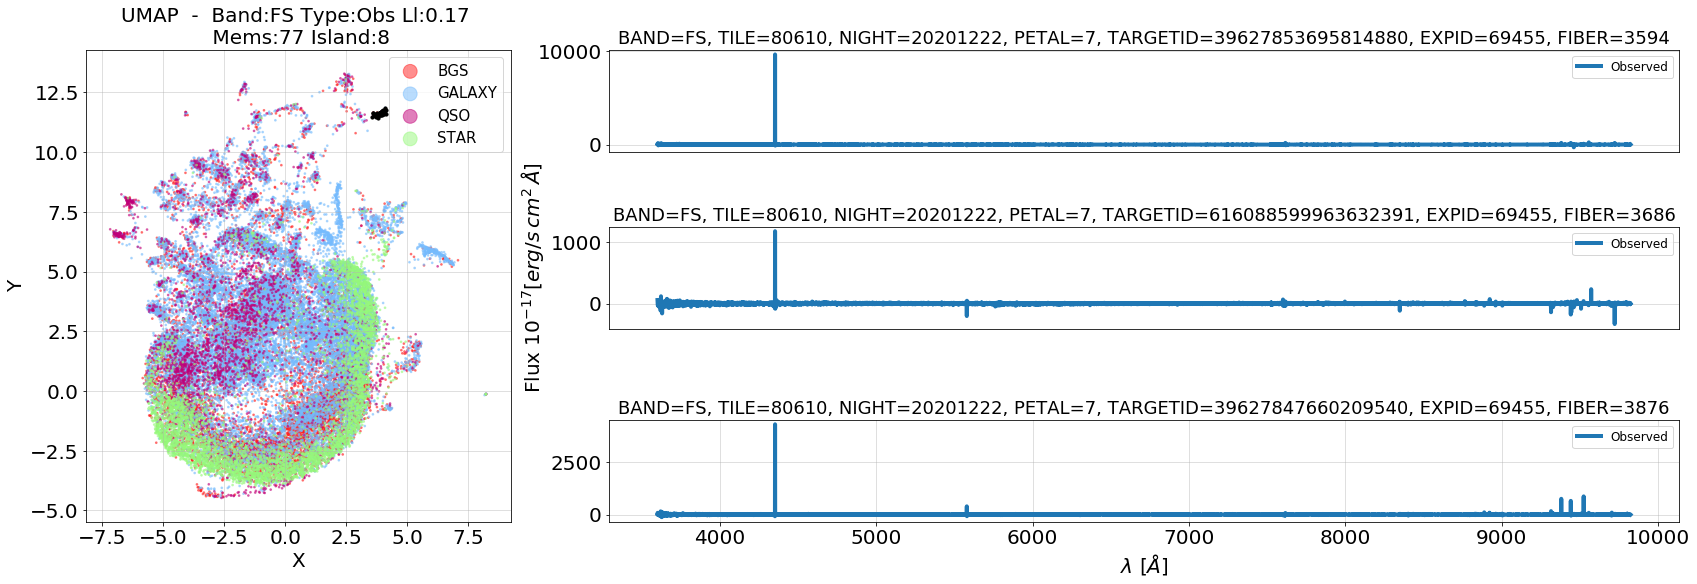 UMAP  -  Band:FS Type:Obs Ll:0.17
Mems:77 Island:8
BGS
GALAXY
QSO
STAR
12.5
10.0
7.5
5.0
2.5
0.0
−2.5
−5.0
Y
−7.5 −5.0 −2.5 0.0 2.5 5.0 7.5
X
BAND=FS, TILE=80610, NIGHT=20201222, PETAL=7, TARGETID=39627853695814880, EXPID=69455, FIBER=3594
Observed
10000
0
BAND=FS, TILE=80610, NIGHT=20201222, PETAL=7, TARGETID=616088599963632391, EXPID=69455, FIBER=3686
Observed
1000
0
Flux 10⁻¹⁷[erg/s cm² Å]
BAND=FS, TILE=80610, NIGHT=20201222, PETAL=7, TARGETID=39627847660209540, EXPID=69455, FIBER=3876
Observed
2500
0
4000 5000 6000 7000 8000 9000 10000
λ [Å]